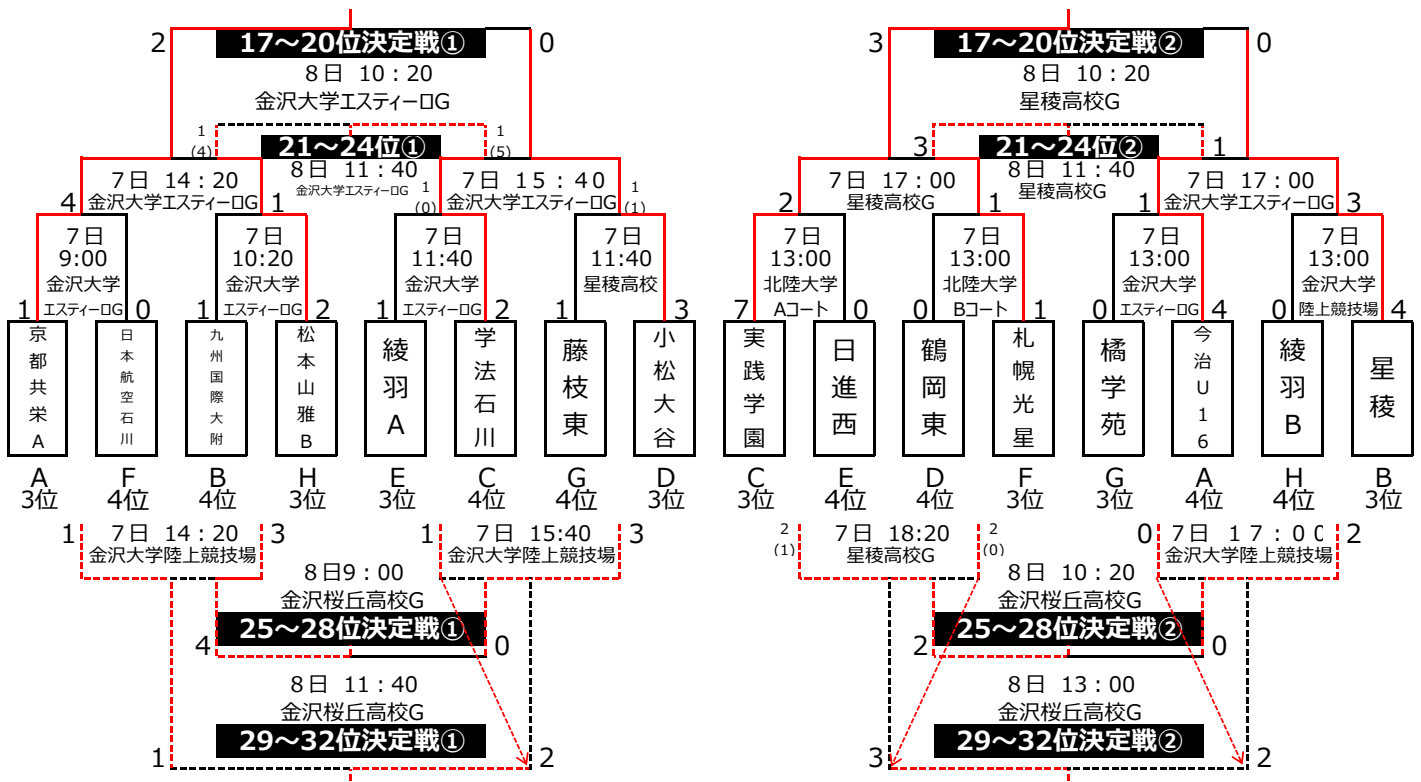 2
17～20位決定戦①
0
8日 10：20
金沢大学エスティーロG
1
(4)
21～24位①
1
(5)
8日 11：40
金沢大学エスティーロG
4
7日 14：20
金沢大学エスティーロG
1
1
(0)
7日 15：40
金沢大学エスティーロG
1
(1)
7日
9:00
金沢大学
エスティーロG
1
0
7日
10:20
金沢大学
エスティーロG
1
2
7日
11:40
金沢大学
エスティーロG
1
2
7日
11:40
星稜高校
1
3
京都共栄A
日本航空石川
九州国際大附
松本山雅B
綾羽A
学法石川
藤枝東
小松大谷
A
3位
F
4位
B
4位
H
3位
E
3位
C
4位
G
4位
D
3位
1
7日 14：20
金沢大学陸上競技場
3
1
7日 15:40
金沢大学陸上競技場
3
8日9：00
金沢桜丘高校G
25～28位決定戦①
4
0
8日 11：40
金沢桜丘高校G
29～32位決定戦①
1
2
3
17～20位決定戦②
0
8日 10：20
星稜高校G
3
21～24位②
1
8日 11：40
星稜高校G
2
7日 17：00
星稜高校G
1
1
7日 17：00
金沢大学エスティーロG
3
7日
13:00
北陸大学
Aコート
7
0
7日
13:00
北陸大学
Bコート
0
1
7日
13:00
金沢大学
エスティーロG
0
4
7日
13:00
金沢大学
陸上競技場
0
4
実践学園
日進西
鶴岡東
札幌光星
橘学苑
今治U16
綾羽B
星稜
C
3位
E
4位
D
4位
F
3位
G
3位
A
4位
H
4位
B
3位
2
(1)
7日 18:20
星稜高校G
2
(0)
0
7日 17：00
金沢大学陸上競技場
2
8日 10：20
金沢桜丘高校G
25～28位決定戦②
2
0
8日 13：00
金沢桜丘高校G
29～32位決定戦②
3
2